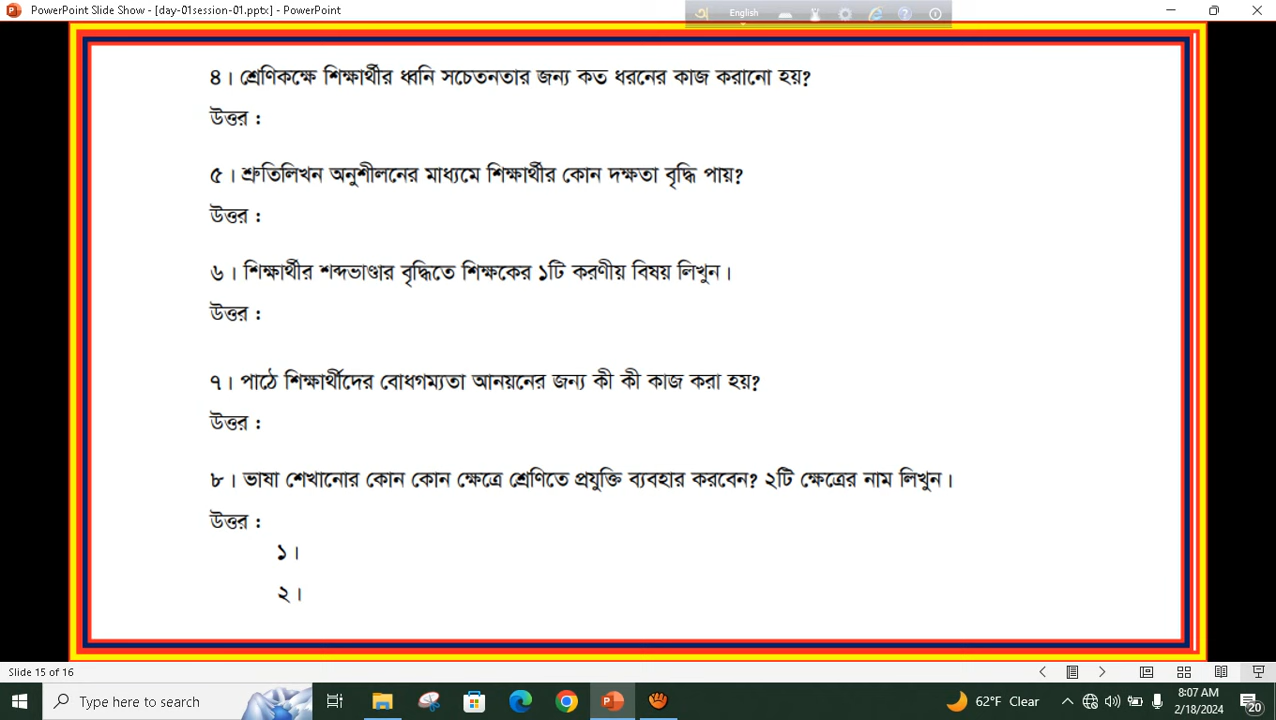 PowerPoint Slide Show - [day-01session-01.pptx] - PowerPoint
English
৪। শ্রেণিকক্ষে শিক্ষার্থীর ধ্বনি সচেতনতার জন্য কত ধরনের কাজ করানো হয়?
উত্তর :
৫। শ্রুতিলিখন অনুশীলনের মাধ্যমে শিক্ষার্থীর কোন দক্ষতা বৃদ্ধি পায়?
উত্তর :
৬। শিক্ষার্থীর শব্দভাণ্ডার বৃদ্ধিতে শিক্ষকের ১টি করণীয় বিষয় লিখুন।
উত্তর :
৭। পাঠে শিক্ষার্থীদের বোধগম্যতা আনয়নের জন্য কী কী কাজ করা হয়?
উত্তর :
৮। ভাষা শেখানোর কোন কোন ক্ষেত্রে শ্রেণিতে প্রযুক্তি ব্যবহার করবেন? ২টি ক্ষেত্রের নাম লিখুন।
উত্তর :
১।
২।
Slide 15 of 16
Type here to search
62°F Clear
8:07 AM
2/18/2024
20